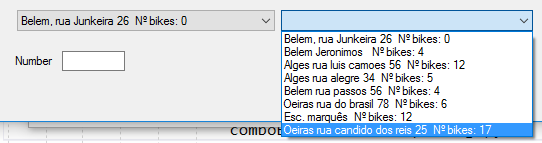 Belem, rua Junkeira 26 Nº bikes: 0
Belem, rua Junkeira 26 Nº bikes: 0
Belem Jeronimos Nº bikes: 4
Alges rua luis camoes 56 Nº bikes: 12
Alges rua alegre 34 Nº bikes: 5
Belem rua passos 56 Nº bikes: 4
Oeiras rua do brasil 78 Nº bikes: 6
Esc. marquês Nº bikes: 12
Oeiras rua candido dos reis 25 Nº bikes: 17
Number